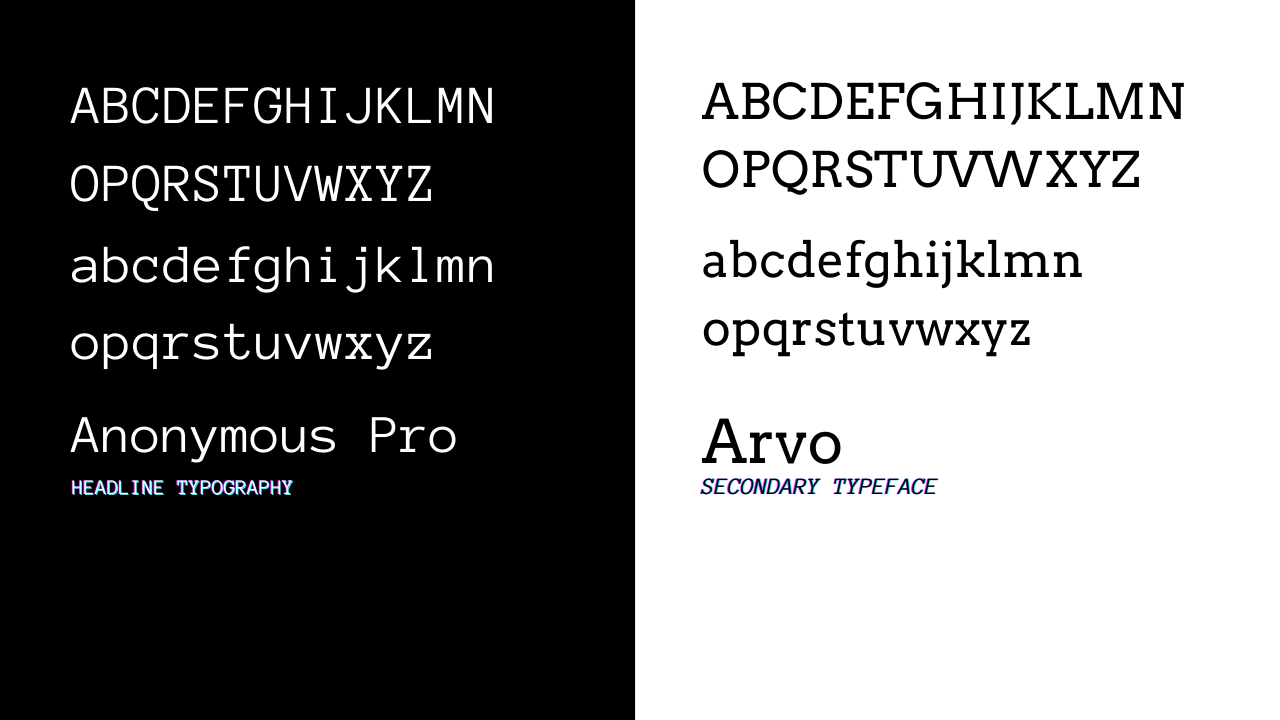 ABCDEFGHIJKLMN
OPQRSTUVWXYZ
abcdefghijklmn
opqrstuvwxyz
Anonymous Pro
HEADLINE TYPOGRAPHY
ABCDEFGHIJKLMN
OPQRSTUVWXYZ
abcdefghijklmn
opqrstuvwxyz
Arvo
SECONDARY TYPEFACE